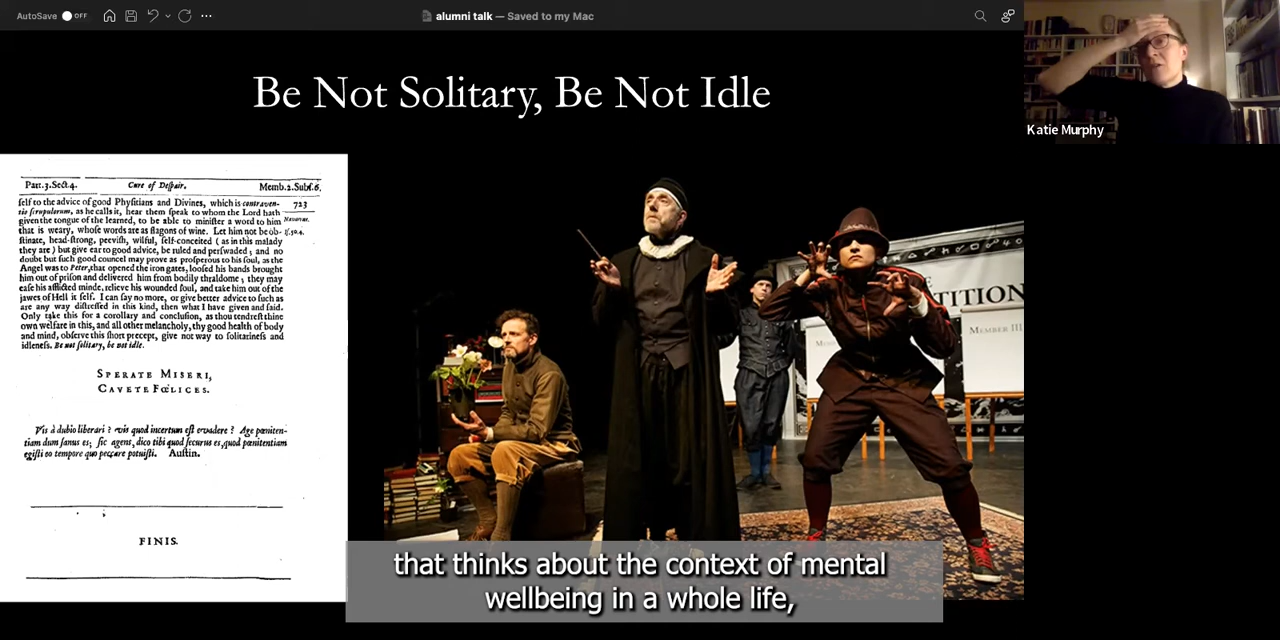 AutoSave OFF
alumni talk — Saved to my Mac
Be Not Solitary, Be Not Idle
Katie Murphy
Part.3.Sect.4. Cure of Despair. Memb.2.Subſ.6.
ſelf to the advice of good Phyſitians and Divines, which is contraven-
723
tio ſcrupulorum, as he calls it, hear them ſpeak to whom the Lord hath
given the tongue of the learned, to be able to miniſter a word to him
that is weary, whoſe words are as flagons of wine. Let him not be ob-
ſtinate, head-ſtrong, peeviſh, wilful, ſelf-conceited ( as in this malady
they are ) but give ear to good advice, be ruled and perſwaded ; and no
doubt but ſuch good councel may prove as proſperous to his ſoul, as the
Angel was to Peter, that opened the iron gates, looſed his bands brought
him out of priſon and delivered him from bodily thraldome ; they may
eaſe his afflicted minde, relieve his wounded ſoul, and take him out of the
jawes of Hell it ſelf. I can ſay no more, or give better advice to ſuch as
are any way diſtreſſed in this kind, then what I have given and ſaid.
Only take this for a corollary and concluſion, as thou tendreſt thine
own welfare in this, and all other melancholy, thy good health of body
and mind, obſerve this ſhort precept, give not way to ſolitarineſs and
idleneſs. Be not ſolitary, be not idle.
SPERATE MISERI,
CAVETE FŒLICES.
Vis à dubio liberari ? vis quod incertum eſt evadere ? Age pœniten-
tiam dum ſanus es; ſic agens, dico tibi quod ſecurus es, quod pœnitentiam
egiſti eo tempore quo peccare potuiſti. Auſtin.
FINIS.
TITION
MEMBER III
that thinks about the context of mental
wellbeing in a whole life,